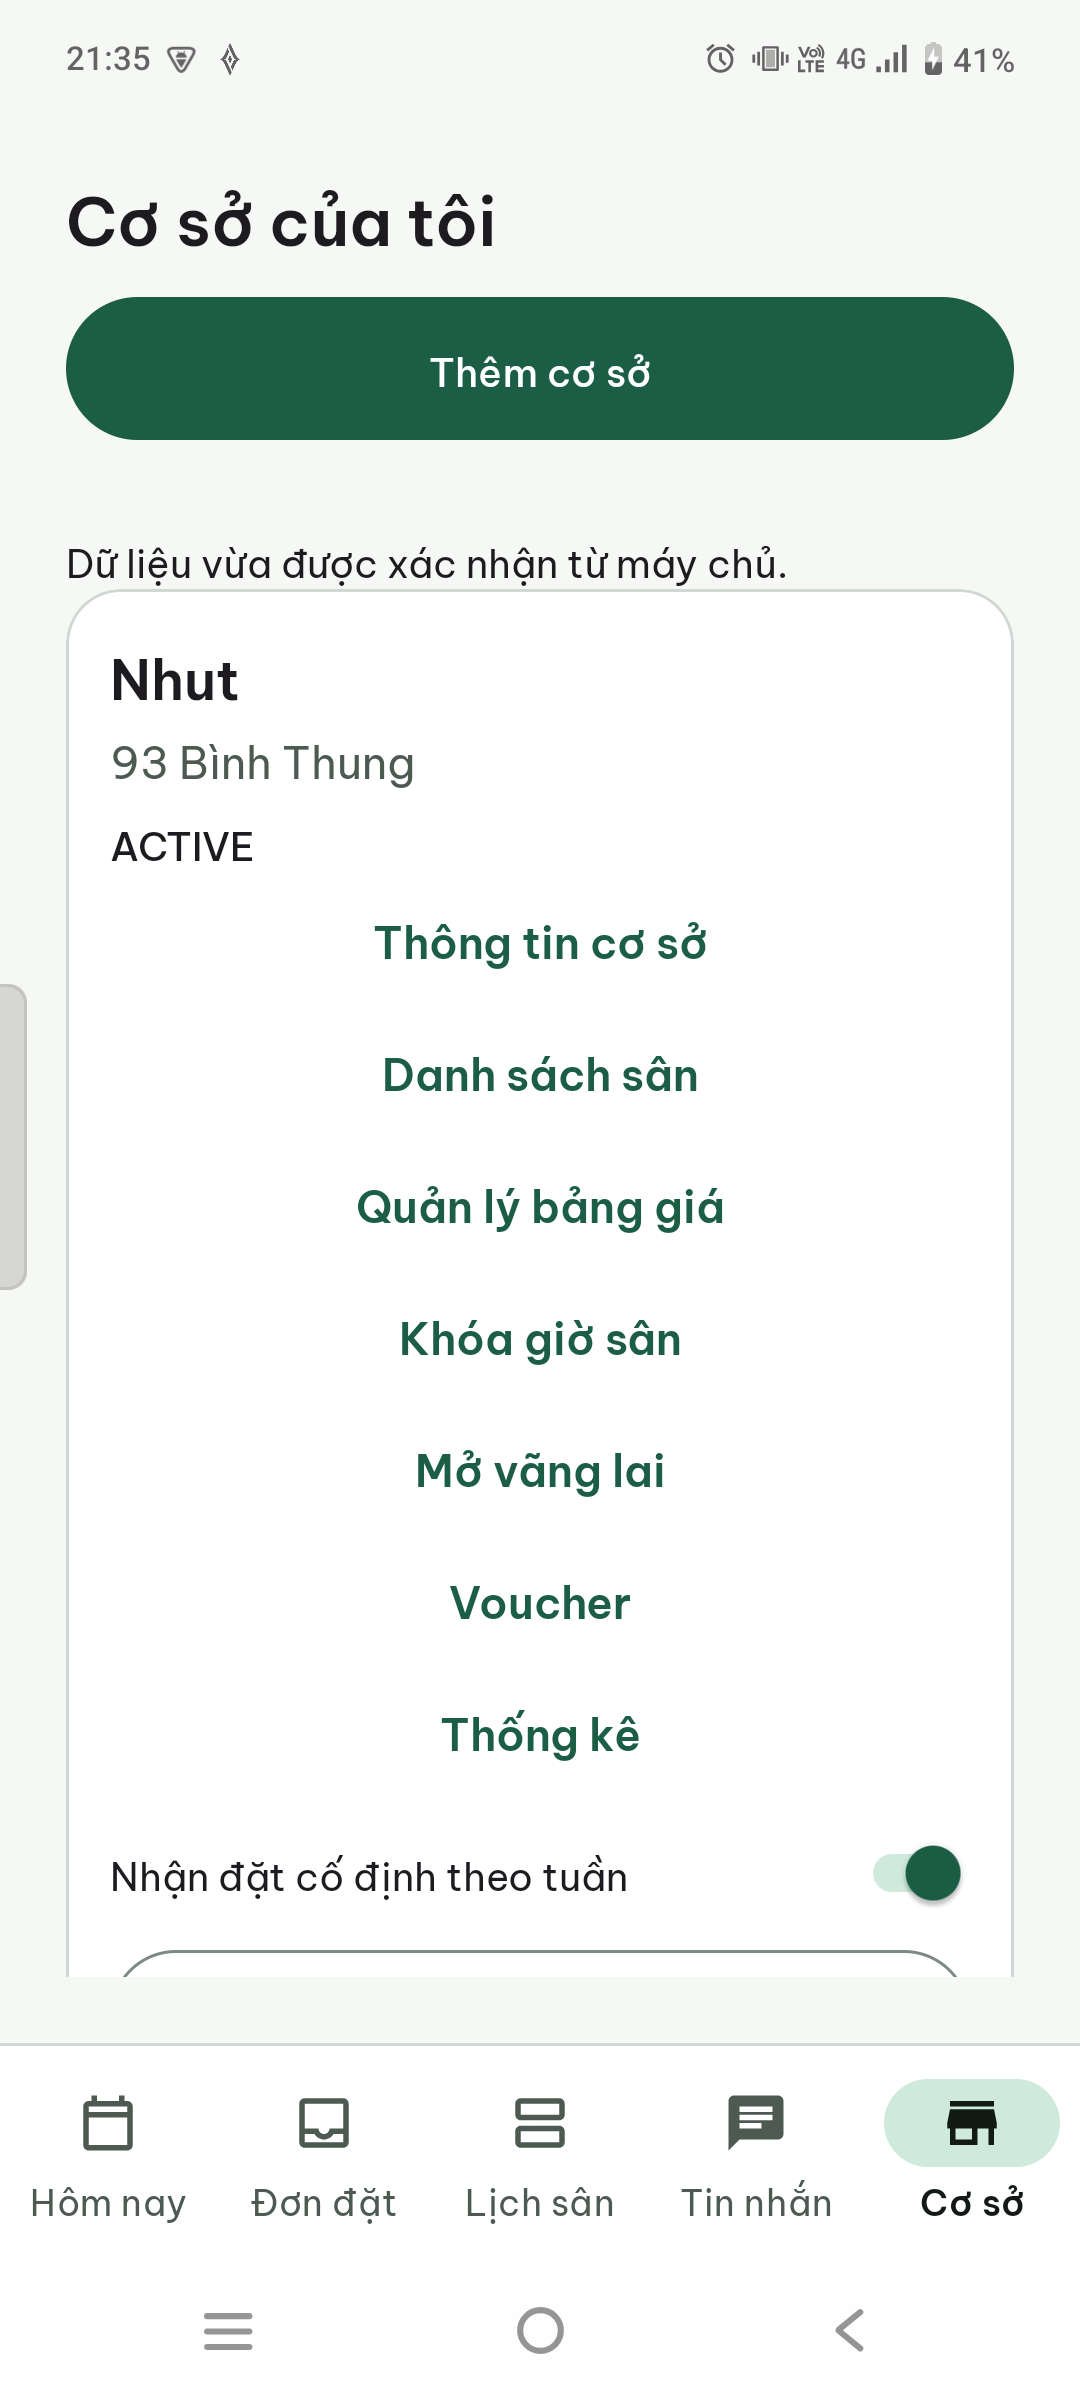 21:35
VoLTE 4G 41%
Cơ sở của tôi
Thêm cơ sở
Dữ liệu vừa được xác nhận từ máy chủ.
Nhut
93 Bình Thung
ACTIVE
Thông tin cơ sở
Danh sách sân
Quản lý bảng giá
Khóa giờ sân
Mở vãng lai
Voucher
Thống kê
Nhận đặt cố định theo tuần
Hôm nay Đơn đặt Lịch sân Tin nhắn Cơ sở